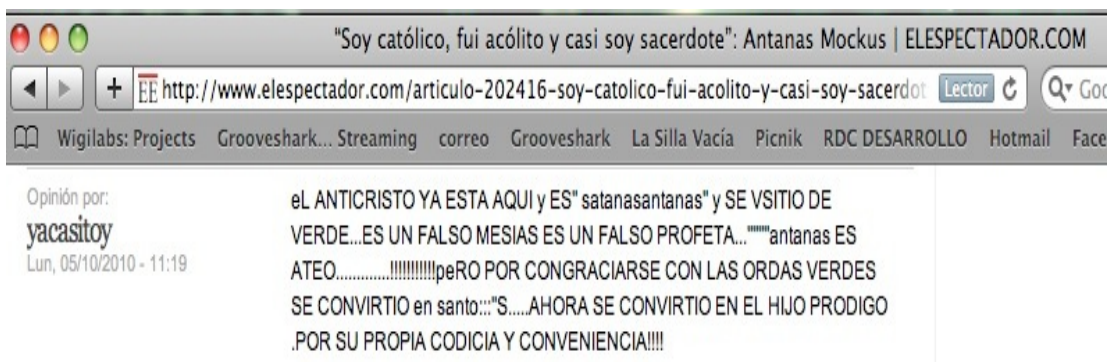 "Soy católico, fui acólito y casi soy sacerdote": Antanas Mockus | ELESPECTADOR.COM
+ EE http://www.elespectador.com/articulo-202416-soy-catolico-fui-acolito-y-casi-soy-sacerdot Lector Goo
Wigilabs: Projects Grooveshark... Streaming correo Grooveshark La Silla Vacía Picnik RDC DESARROLLO Hotmail Face
Opinión por:
yacasitoy
Lun, 05/10/2010 - 11:19
eL ANTICRISTO YA ESTA AQUI y ES" satanasantanas" y SE VSITIO DE
VERDE...ES UN FALSO MESIAS ES UN FALSO PROFETA..."""""antanas ES
ATEO.............!!!!!!!!!!!peRO POR CONGRACIARSE CON LAS ORDAS VERDES
SE CONVIRTIO en santo:::"S.....AHORA SE CONVIRTIO EN EL HIJO PRODIGO
.POR SU PROPIA CODICIA Y CONVENIENCIA!!!!